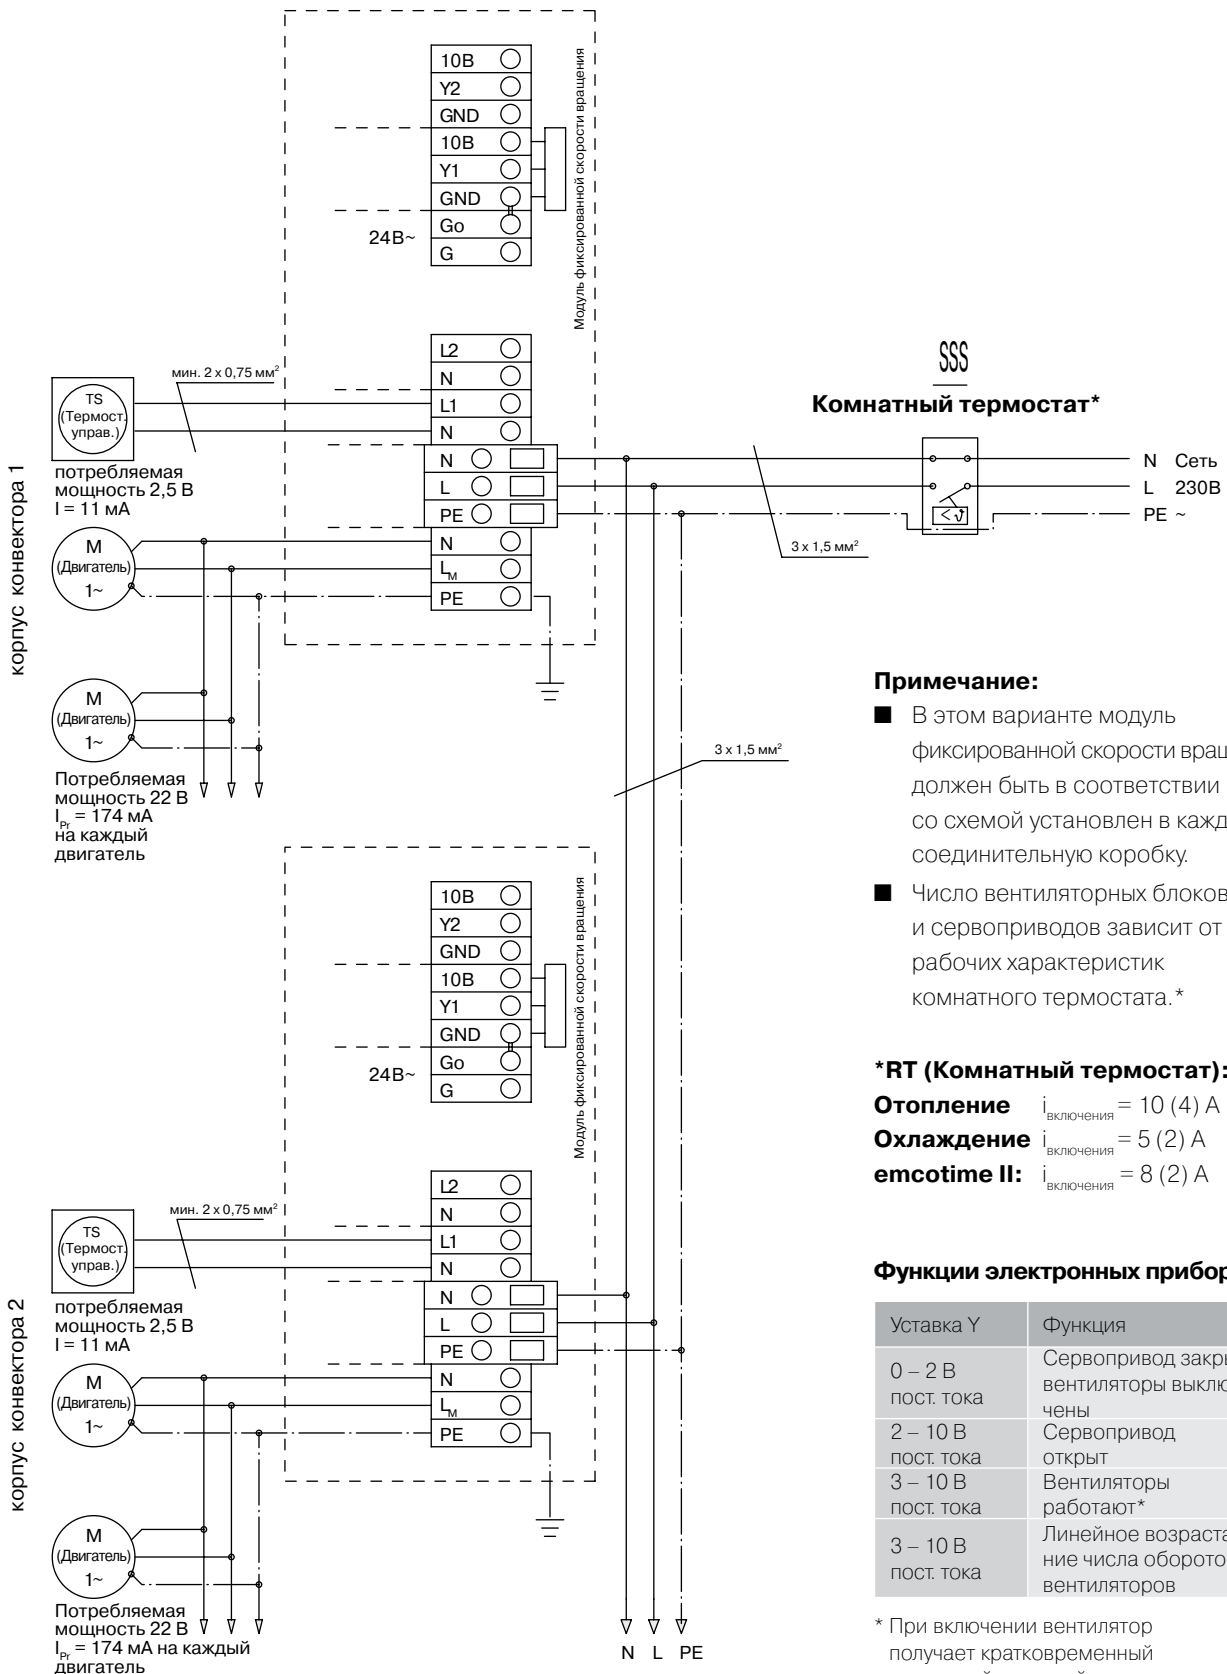 10В
Y2
GND
10В
Y1
GND
24В~
Go
G
Модуль фиксированной скорости вращения
L2
N
L1
N
N
L
PE
N
LM
PE
мин. 2 x 0,75 мм²
TS
(Термост.
управ.)
потребляемая
мощность 2,5 В
I = 11 мА
M
(Двигатель)
1~
корпус конвектора 1
M
(Двигатель)
1~
Потребляемая
мощность 22 В
IPr = 174 мА
на каждый
двигатель
SSS
Комнатный термостат*
N Сеть
L 230В
PE ~
< ϑ
3 x 1,5 мм²
3 x 1,5 мм²
10В
Y2
GND
10В
Y1
GND
24В~
Go
G
Модуль фиксированной скорости вращения
L2
N
L1
N
N
L
PE
N
LM
PE
мин. 2 x 0,75 мм²
TS
(Термост.
управ.)
потребляемая
мощность 2,5 В
I = 11 мА
M
(Двигатель)
1~
корпус конвектора 2
M
(Двигатель)
1~
Потребляемая
мощность 22 В
IPr = 174 мА на каждый
двигатель
N L PE
Примечание:
■ В этом варианте модуль
фиксированной скорости
должен быть в соответствии
со схемой установлен в
соединительную коробку.
■ Число вентиляторных блоков
и сервоприводов зависит от
рабочих характеристик
комнатного термостата.*
*RT (Комнатный термостат):
Отопление iвключения = 10 (4) А
Охлаждение iвключения = 5 (2) А
emcotime II: iвключения = 8 (2) А
Функции электронных
Уставка Y Функция
0 – 2 В
пост. тока
Сервопривод
вентиляторы
чены
2 – 10 В
пост. тока
Сервопривод
открыт
3 – 10 В
пост. тока
Вентиляторы
работают*
3 – 10 В
пост. тока
Линейное
ние числа
вентиляторов
* При включении вентилятор
получает кратковременный